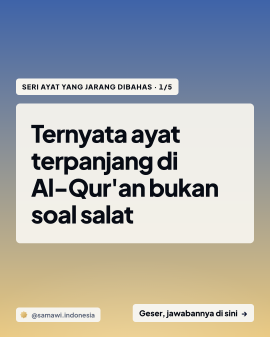 SERI AYAT YANG JARANG DIBAHAS · 1/5
Ternyata ayat
terpanjang di
Al-Qur'an bukan
soal salat
@samawi.indonesia
Geser, jawabannya di sini →